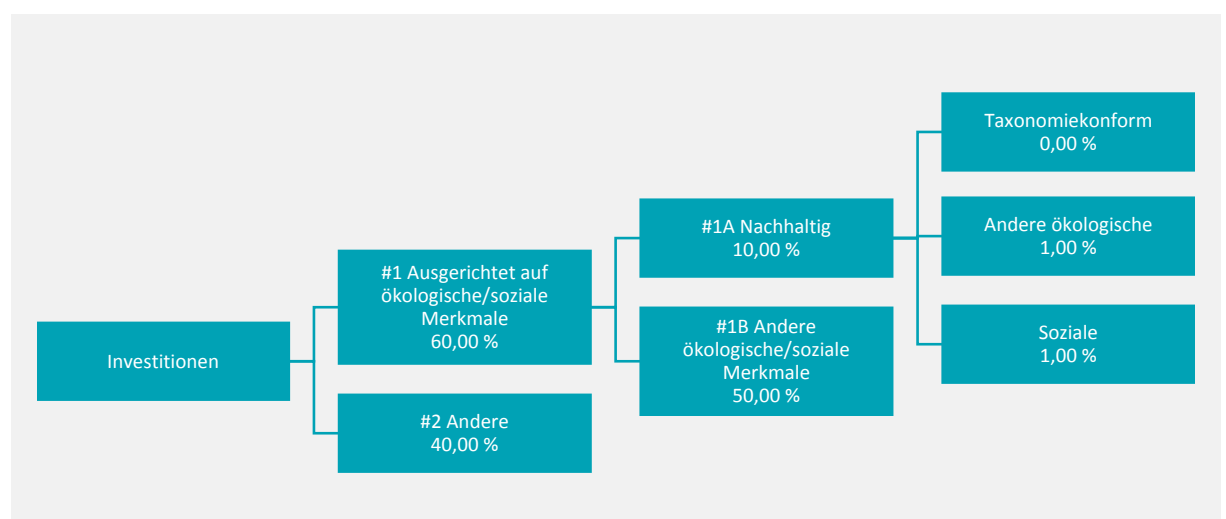 Investitionen
#1 Ausgerichtet auf
ökologische/soziale
Merkmale
60,00 %
#2 Andere
40,00 %
#1A Nachhaltig
10,00 %
#1B Andere
ökologische/soziale
Merkmale
50,00 %
Taxonomiekonform
0,00 %
Andere ökologische
1,00 %
Soziale
1,00 %